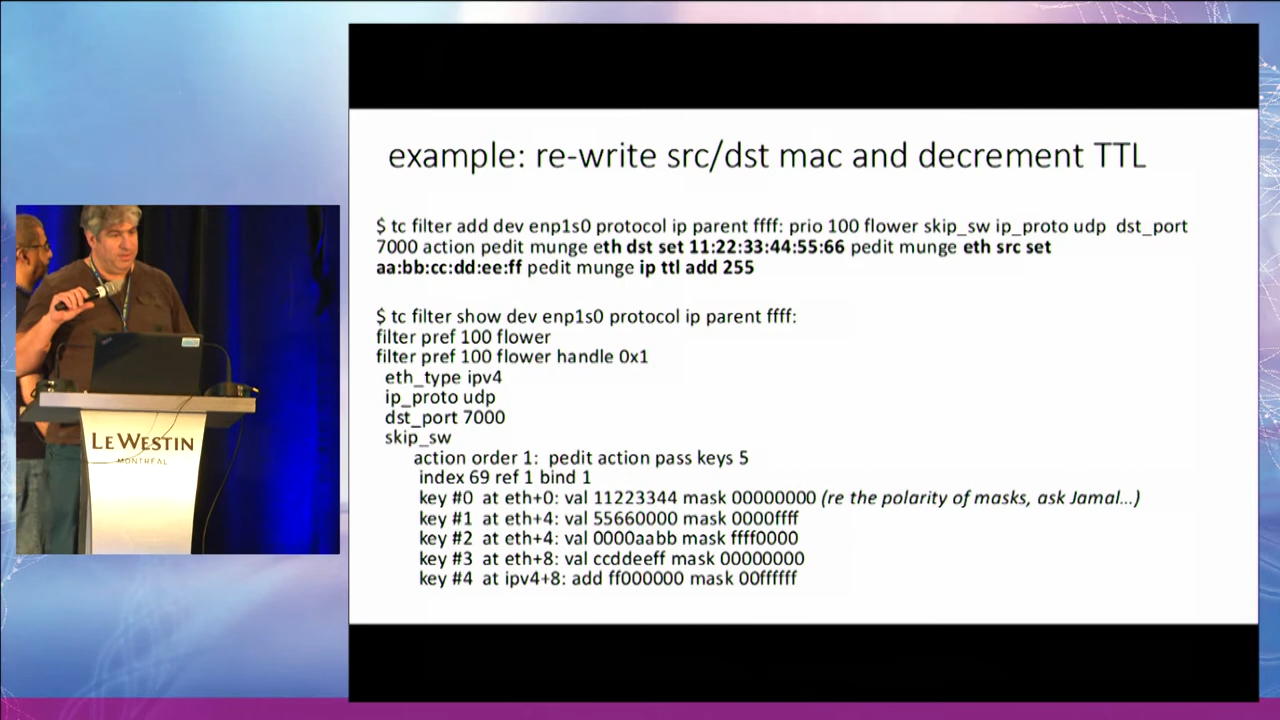 example: re-write src/dst mac and decrement TTL
$ tc filter add dev enp1s0 protocol ip parent ffff: prio 100 flower skip_sw ip_proto udp dst_port
7000 action pedit munge eth dst set 11:22:33:44:55:66 pedit munge eth src set
aa:bb:cc:dd:ee:ff pedit munge ip ttl add 255
$ tc filter show dev enp1s0 protocol ip parent ffff:
filter pref 100 flower
filter pref 100 flower handle 0x1
eth_type ipv4
ip_proto udp
dst_port 7000
skip_sw
action order 1: pedit action pass keys 5
index 69 ref 1 bind 1
key #0 at eth+0: val 11223344 mask 00000000 (re the polarity of masks, ask Jamal...)
key #1 at eth+4: val 55660000 mask 0000ffff
key #2 at eth+4: val 0000aabb mask ffff0000
key #3 at eth+8: val ccddeeff mask 00000000
key #4 at ipv4+8: add ff000000 mask 00ffffff
LE WESTIN
MONTRÉAL